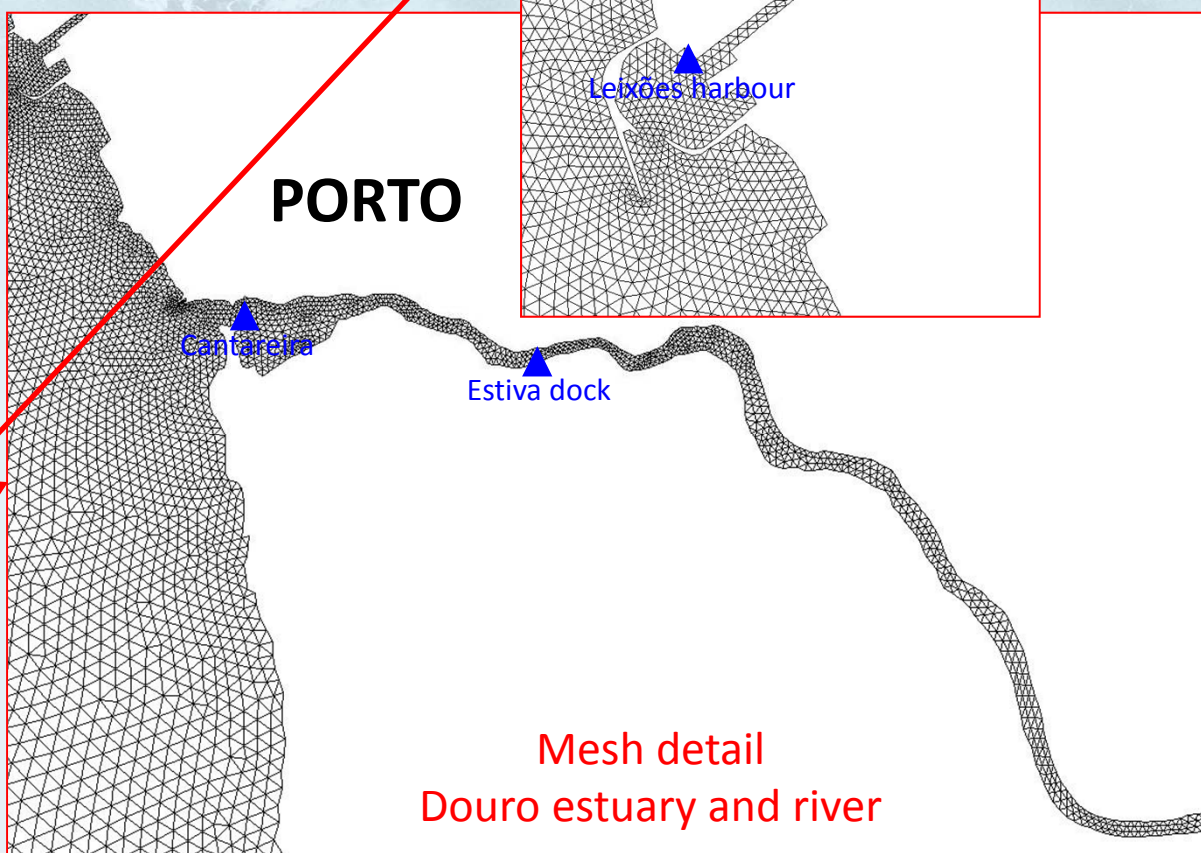 Leixões harbour
PORTO
Cantareira
Estiva dock
Mesh detail
Douro estuary and river